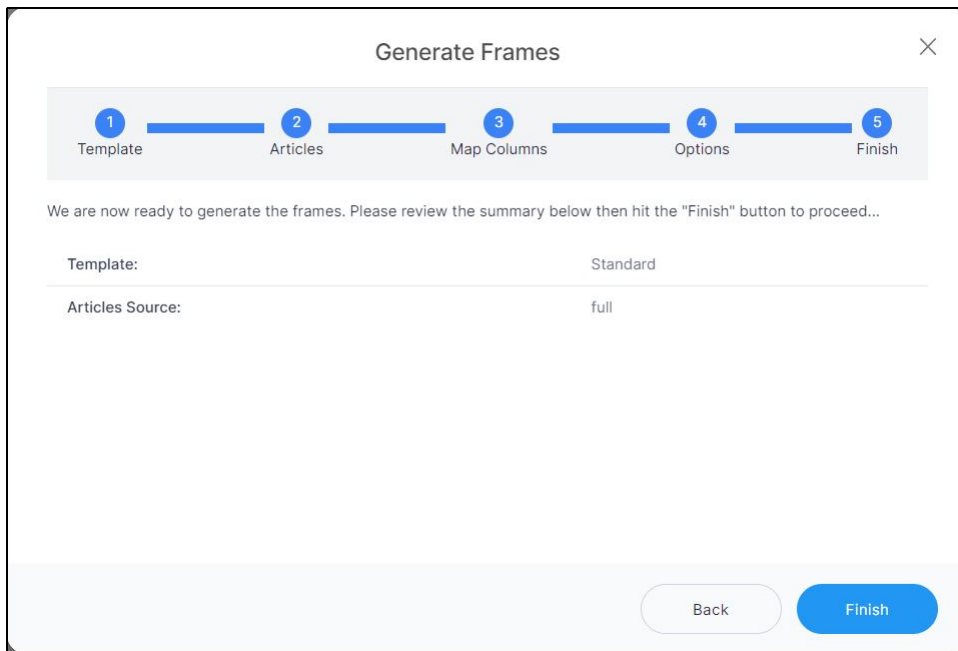 Generate Frames
1 2 3 4 5
Template Articles Map Columns Options Finish
We are now ready to generate the frames. Please review the summary below then hit the "Finish" button to proceed...
Template: Standard
Articles Source: full
Back Finish